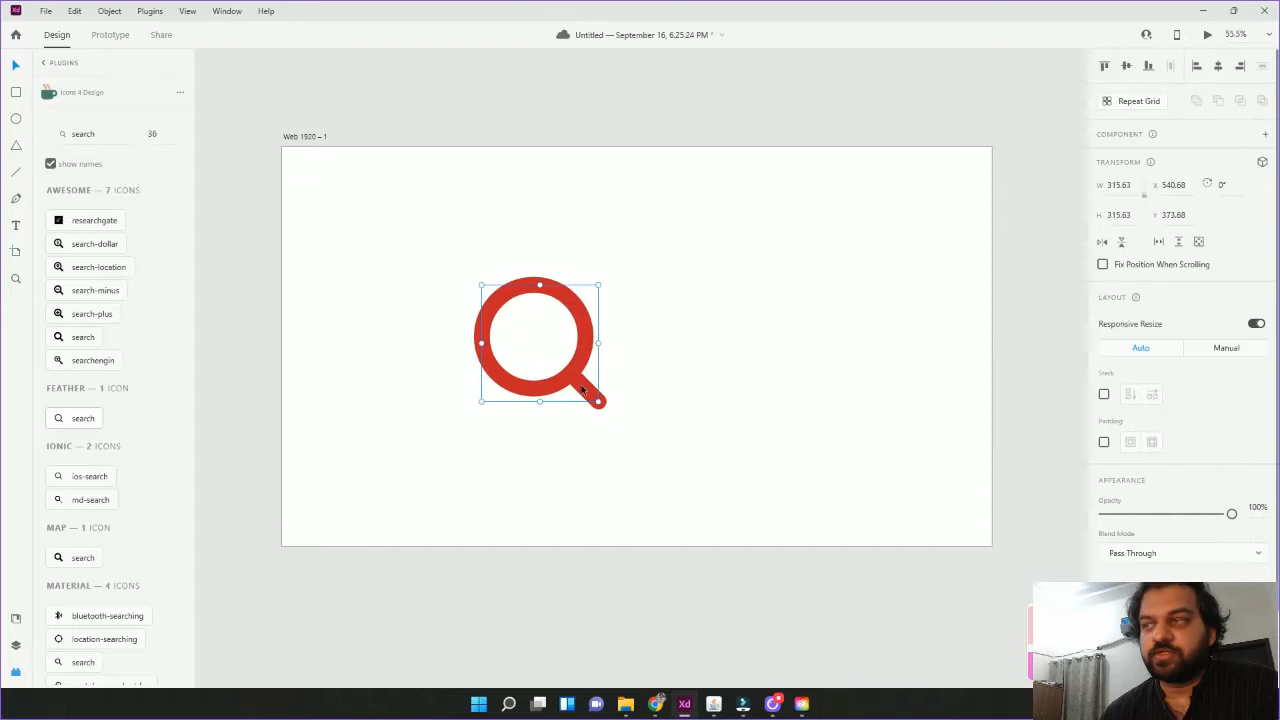 Xd File Edit Object Plugins View Window Help
Design Prototype Share
Untitled — September 16, 6.25.24 PM *
55.5%
PLUGINS
Icons 4 Design
search 36
show names
AWESOME — 7 ICONS
researchgate
search-dollar
search-location
search-minus
search-plus
search
searchengin
FEATHER — 1 ICON
search
IONIC — 2 ICONS
ios-search
md-search
MAP — 1 ICON
search
MATERIAL — 4 ICONS
bluetooth-searching
location-searching
search
Web 1920 – 1
Repeat Grid
COMPONENT
TRANSFORM
W 315.63 X 540.68 0°
H 315.63 Y 373.68
Fix Position When Scrolling
LAYOUT
Responsive Resize
Auto Manual
Stack
Padding
APPEARANCE
Opacity
100%
Blend Mode
Pass Through
Xd